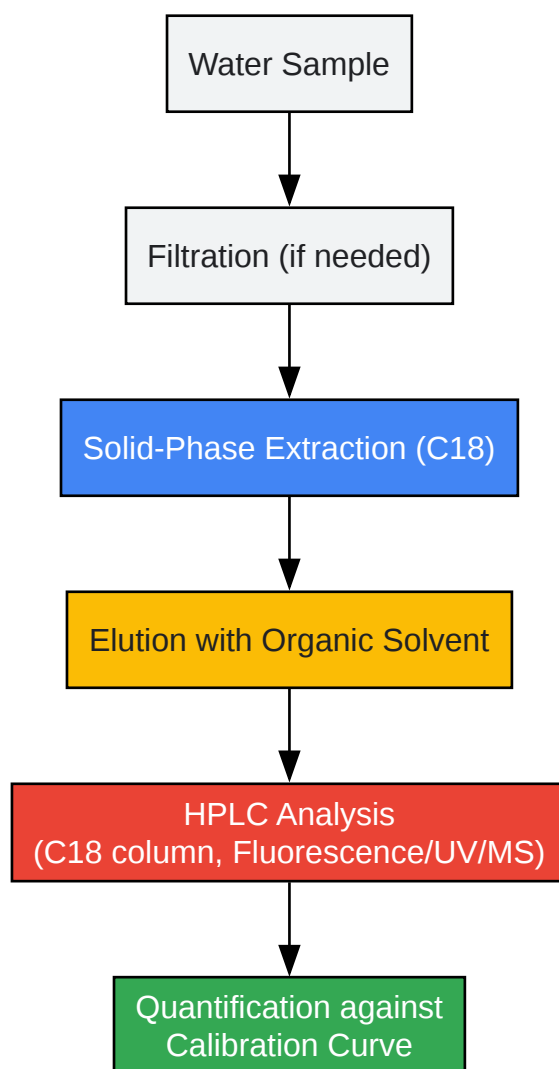 Water Sample
Filtration (if needed)
Solid-Phase Extraction (C18)
Elution with Organic Solvent
HPLC Analysis
(C18 column, Fluorescence/UV/MS)
Quantification against
Calibration Curve